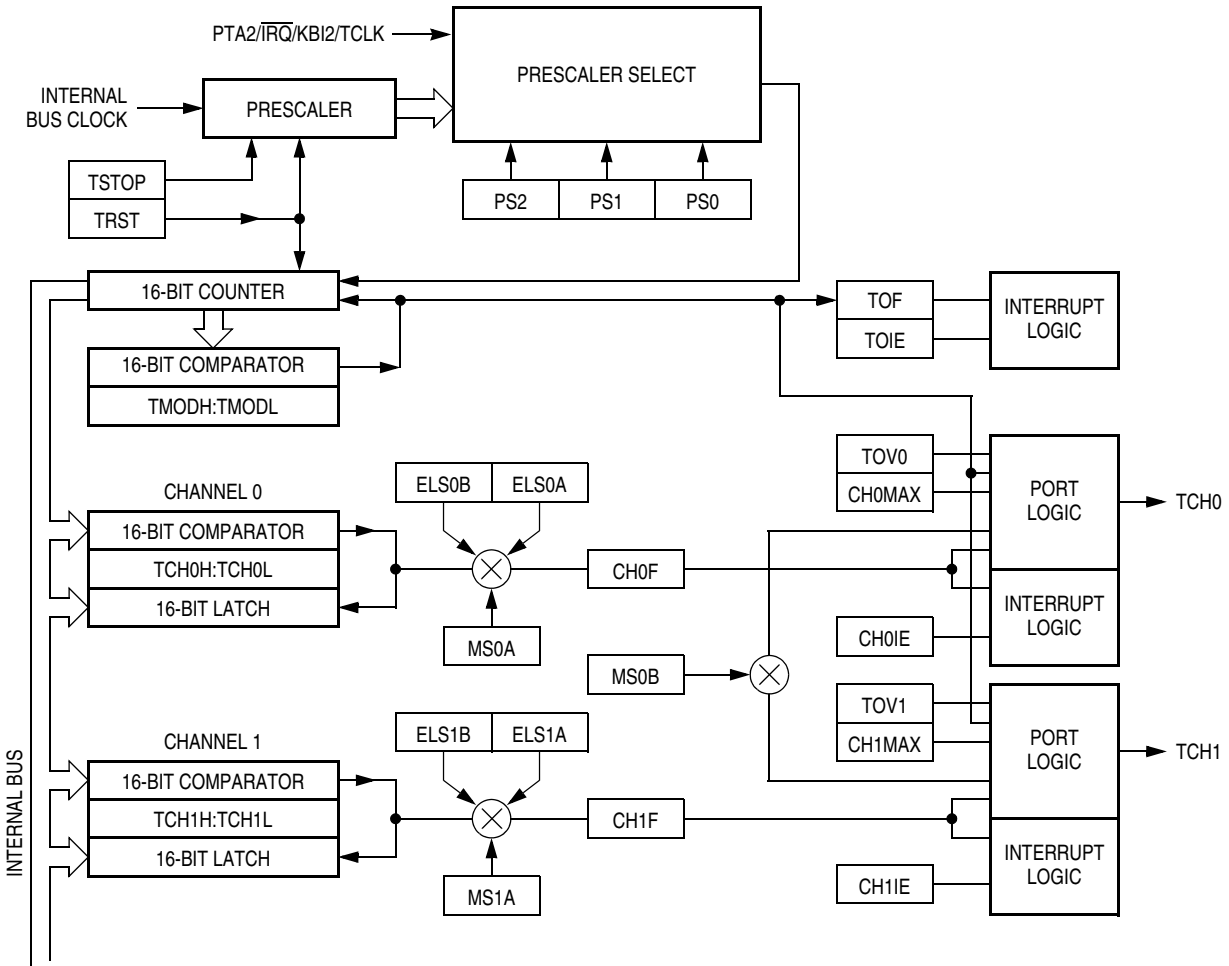 PTA2/IRQ/KBI2/TCLK
PRESCALER SELECT
INTERNAL
BUS CLOCK
PRESCALER
TSTOP
TRST
PS2
PS1
PS0
16-BIT COUNTER
16-BIT COMPARATOR
TMODH:TMODL
TOF
TOIE
INTERRUPT
LOGIC
CHANNEL 0
16-BIT COMPARATOR
TCH0H:TCH0L
16-BIT LATCH
ELS0B
ELS0A
MS0A
CH0F
TOV0
CH0MAX
PORT
LOGIC
TCH0
INTERRUPT
LOGIC
CH0IE
MS0B
CHANNEL 1
16-BIT COMPARATOR
TCH1H:TCH1L
16-BIT LATCH
ELS1B
ELS1A
MS1A
CH1F
TOV1
CH1MAX
PORT
LOGIC
TCH1
INTERRUPT
LOGIC
CH1IE
INTERNAL BUS